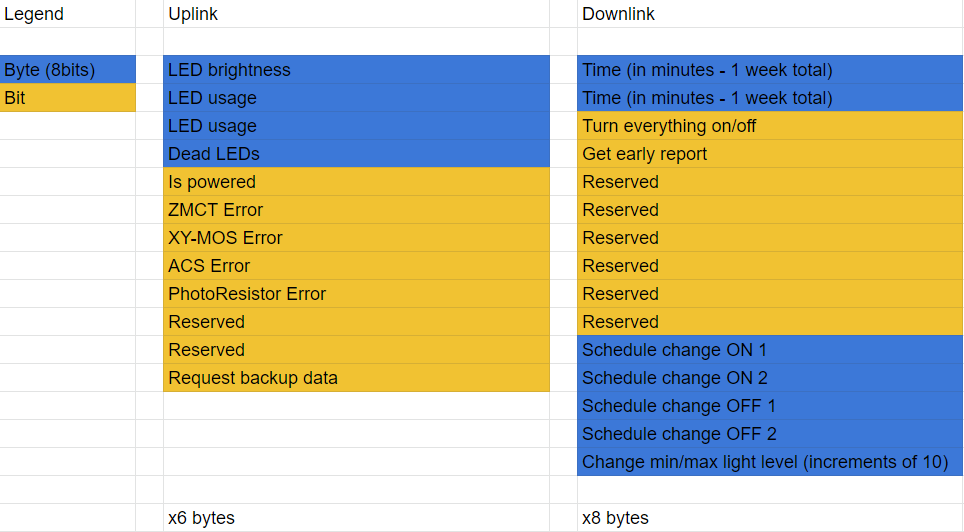 Legend Uplink Downlink
Byte (8bits) LED brightness Time (in minutes - 1 week total)
Bit LED usage Time (in minutes - 1 week total)
LED usage Turn everything on/off
Dead LEDs Get early report
Is powered Reserved
ZMCT Error Reserved
XY-MOS Error Reserved
ACS Error Reserved
PhotoResistor Error Reserved
Reserved Reserved
Reserved Schedule change ON 1
Request backup data Schedule change ON 2
Schedule change OFF 1
Schedule change OFF 2
Change min/max light level (increments of 10)
x6 bytes x8 bytes